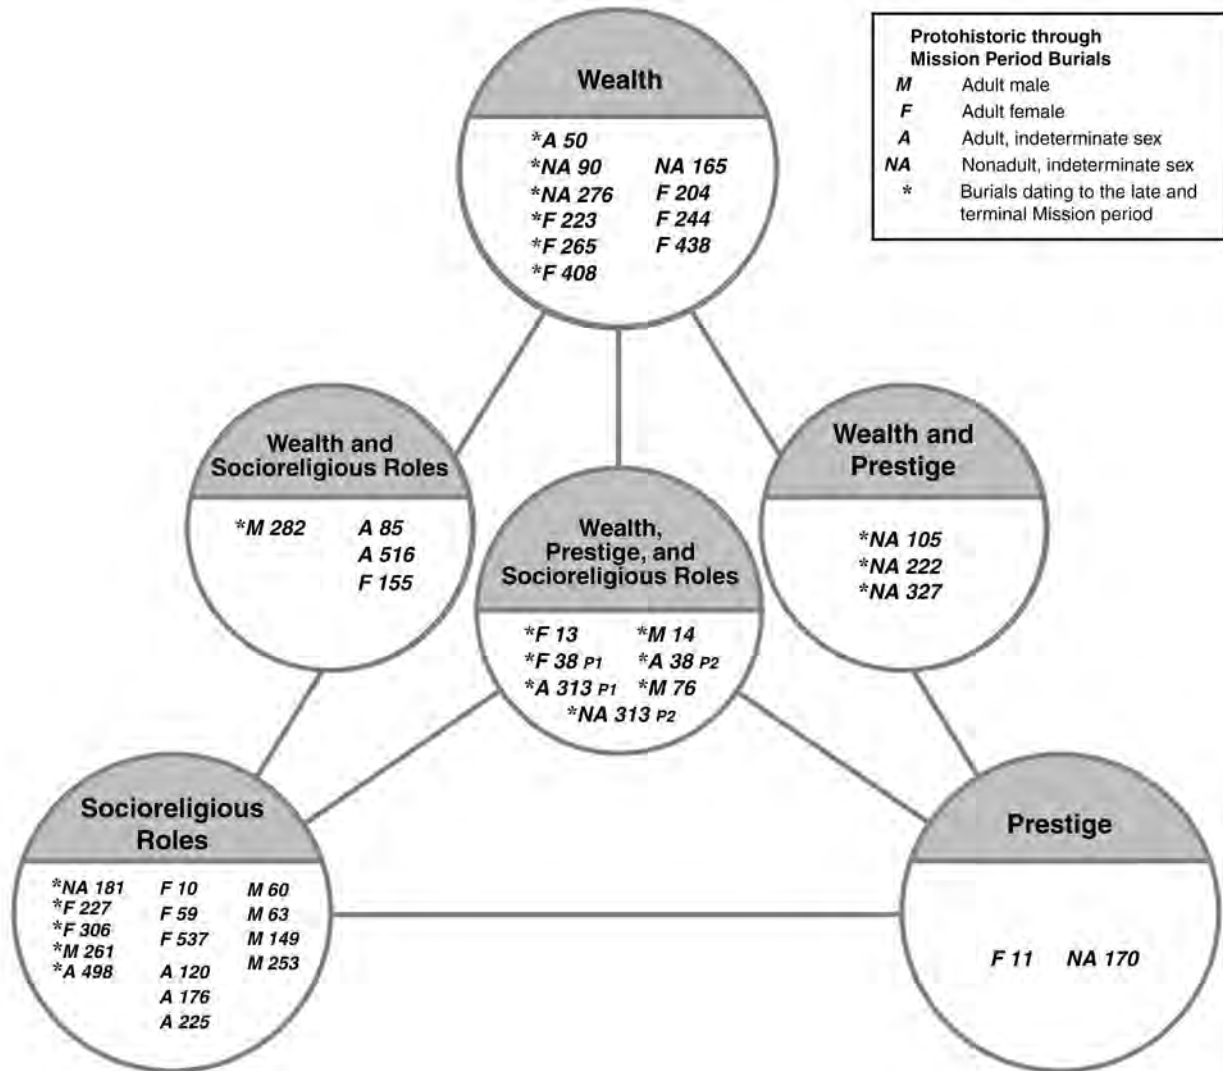 Protohistoric through
Mission Period Burials
M Adult male
F Adult female
A Adult, indeterminate sex
NA Nonadult, indeterminate sex
* Burials dating to the late and
terminal Mission period
Wealth
*A 50
*NA 90 NA 165
*NA 276 F 204
*F 223 F 244
*F 265 F 438
*F 408
Wealth and
Socioreligious Roles
*M 282 A 85
A 516
F 155
Wealth,
Prestige, and
Socioreligious Roles
*F 13 *M 14
*F 38 P1 *A 38 P2
*A 313 P1 *M 76
*NA 313 P2
Wealth and
Prestige
*NA 105
*NA 222
*NA 327
Socioreligious
Roles
*NA 181 F 10 M 60
*F 227 F 59 M 63
*F 306 F 537 M 149
*M 261 M 253
*A 498 A 120
A 176
A 225
Prestige
F 11 NA 170